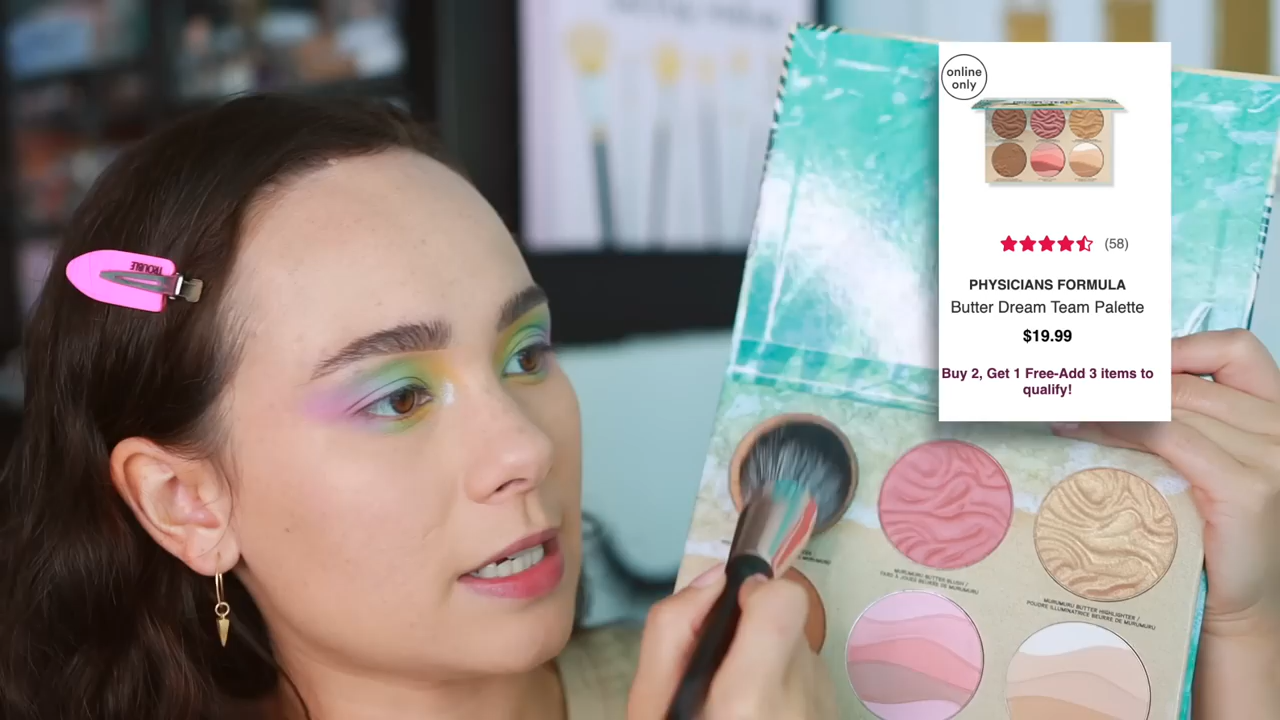 TROUBLE
online
only
(58)
PHYSICIANS FORMULA
Butter Dream Team Palette
$19.99
Buy 2, Get 1 Free-Add 3 items to
qualify!
MURUMURU BUTTER BLUSH /
MURUMURU BUTTER HIGHLIGHTER /
POUDRE ILLUMINATRICE BEURRE DE MURUMURU